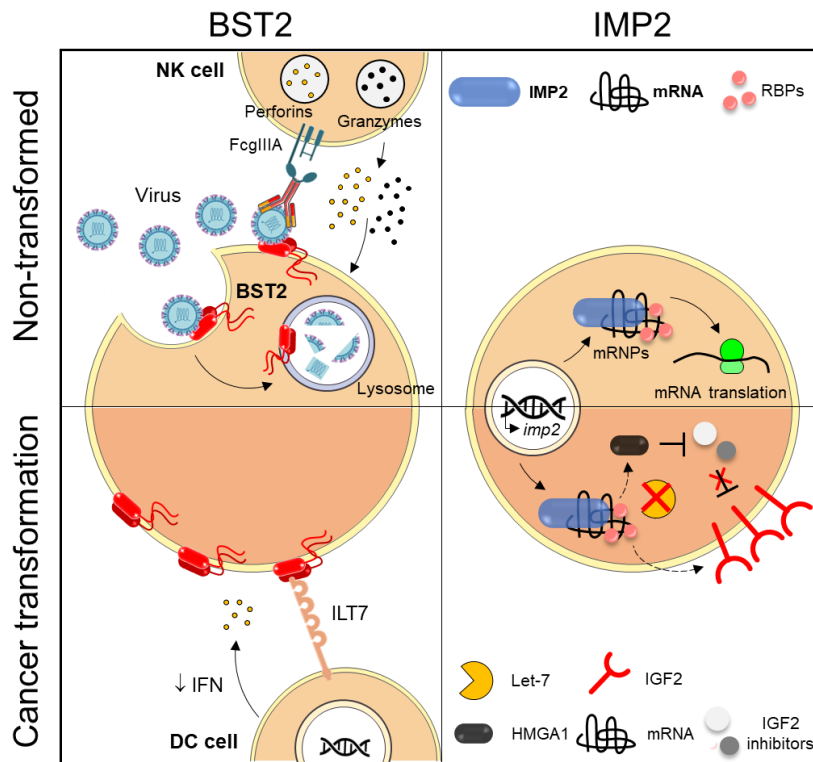 BST2
IMP2
Non-transformed
Cancer transformation
NK cell
Perforins
Granzymes
FcgIIIA
Virus
BST2
Lysosome
IMP2
mRNA
RBPs
mRNPs
mRNA translation
imp2
ILT7
↓ IFN
DC cell
Let-7
IGF2
HMGA1
mRNA
IGF2
inhibitors